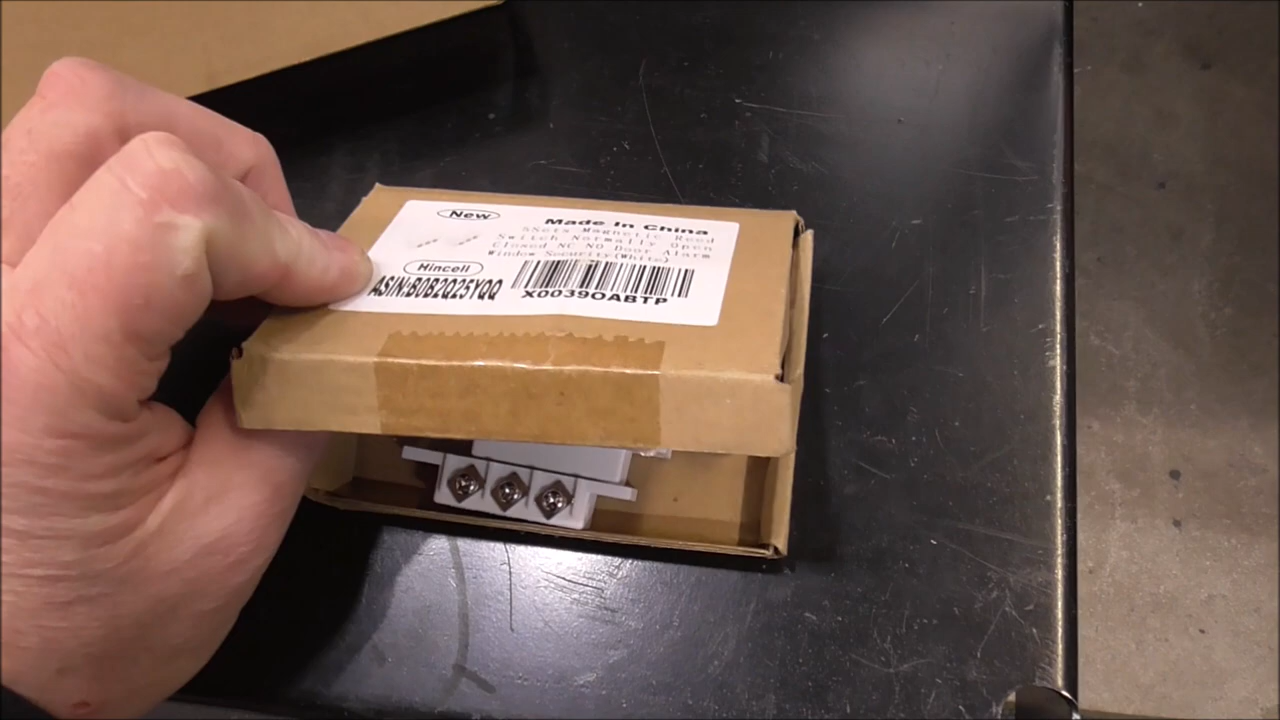 New
Made In China
5Sets Magnetic Reed
Switch Normally Open
Closed NC NO Door Alarm
Window Security(White)
Hincell
ASIN:B0B2Q25YQQ
X0039OABTP